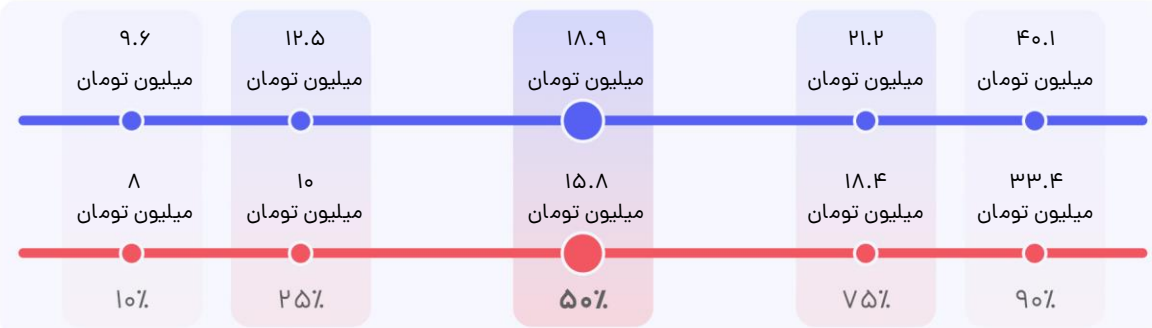 ۹.۶
میلیون تومان
۱۲.۵
میلیون تومان
۱۸.۹
میلیون تومان
۲۱.۲
میلیون تومان
۴۰.۱
میلیون تومان
۸
میلیون تومان
۱۰
میلیون تومان
۱۵.۸
میلیون تومان
۱۸.۴
میلیون تومان
۳۳.۴
میلیون تومان
۱۰٪
۲۵٪
۵۰٪
۷۵٪
۹۰٪